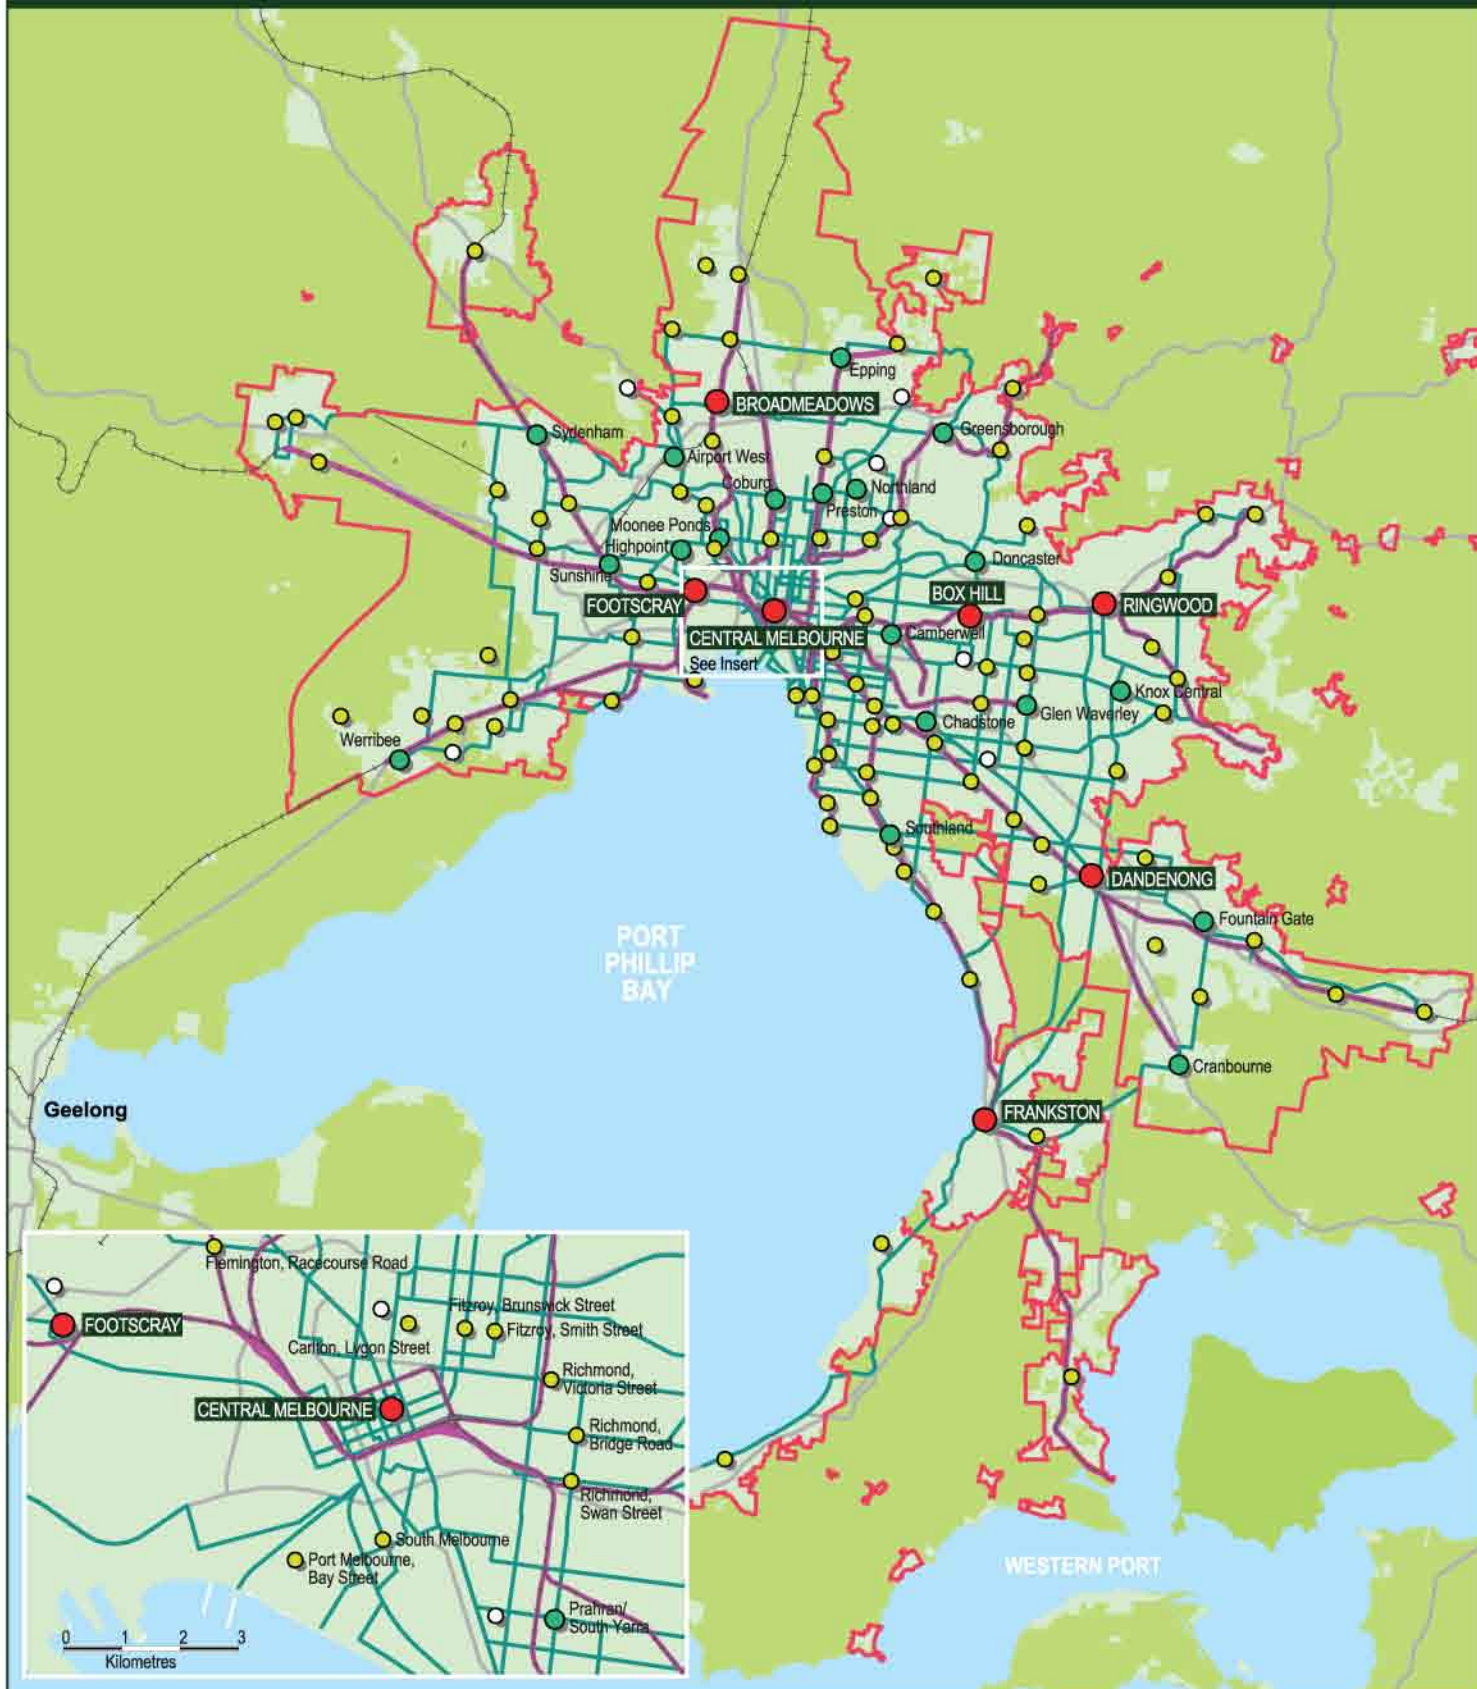 Epping
BROADMEADOWS
Sydenham
Greensborough
Airport West
Coburg
Northland
Preston
Moonee Ponds
Highpoint
Sunshine
Doncaster
FOOTSCRAY
BOX HILL
RINGWOOD
CENTRAL MELBOURNE
Camberwell
See Insert
Knox Central
Glen Waverley
Chadstone
Werribee
Southland
DANDENONG
Fountain Gate
PORT
PHILLIP
BAY
Cranbourne
Geelong
FRANKSTON
Flemington, Racecourse Road
Fitzroy, Brunswick Street
FOOTSCRAY
Fitzroy, Smith Street
Carlton, Lygon Street
Richmond,
Victoria Street
CENTRAL MELBOURNE
Richmond,
Bridge Road
Richmond,
Swan Street
South Melbourne
Port Melbourne,
Bay Street
Prahran/
South Yarra
0 1 2 3
Kilometres
WESTERN PORT